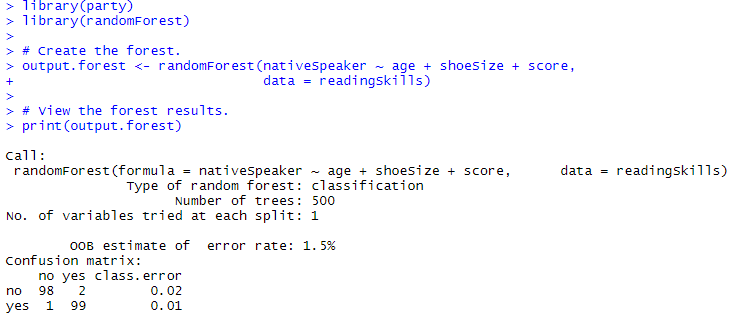 > library(party)
> library(randomForest)
>
> # Create the forest.
> output.forest <- randomForest(nativeSpeaker ~ age + shoeSize + score,
+                               data = readingSkills)
>
> # View the forest results.
> print(output.forest)

Call:
 randomForest(formula = nativeSpeaker ~ age + shoeSize + score,      data = readingSkills)
               Type of random forest: classification
                     Number of trees: 500
No. of variables tried at each split: 1

        OOB estimate of  error rate: 1.5%
Confusion matrix:
    no yes class.error
no  98   2        0.02
yes  1  99        0.01